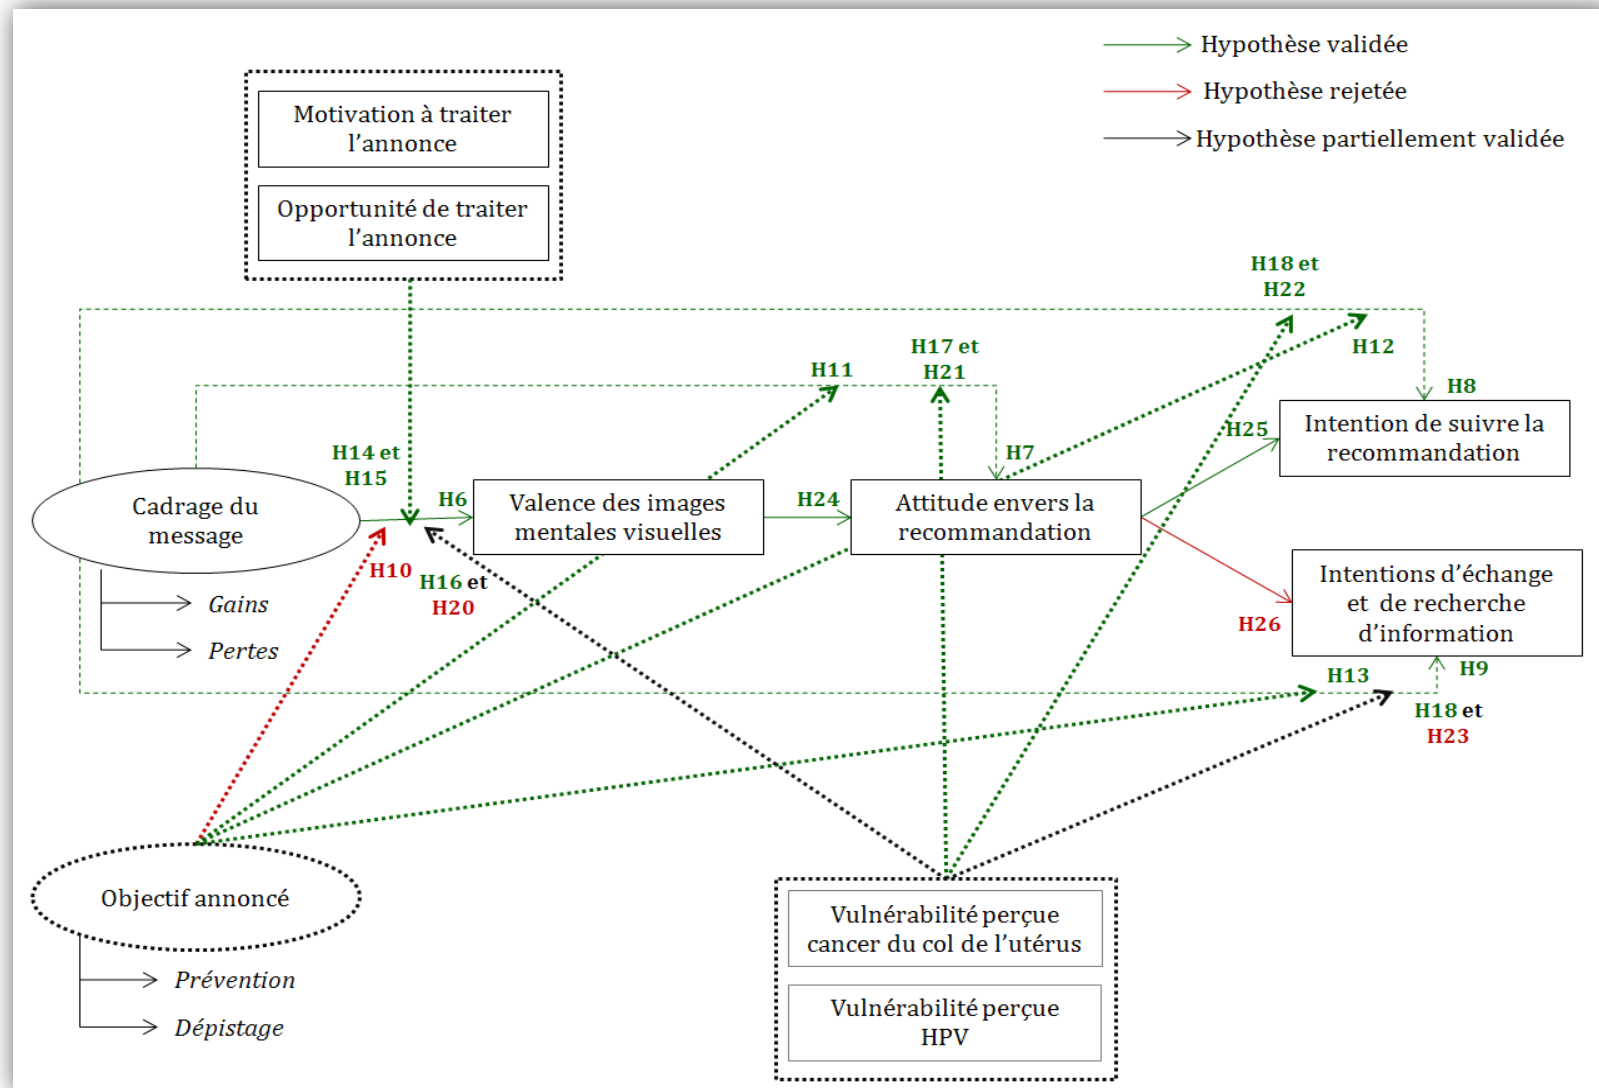 Hypothèse validée
Hypothèse rejetée
Hypothèse partiellement validée
Motivation à traiter
l'annonce
Opportunité de traiter
l'annonce
H18 et
H22
H12
H17 et
H21
H11
H8
Intention de suivre la
recommandation
H25
H7
H14 et
H15
Cadrage du
message
H6
Valence des images
mentales visuelles
H24
Attitude envers la
recommandation
H10
H16 et
H20
Gains
Pertes
Intentions d'échange
et de recherche
d'information
H26
H13
H9
H18 et
H23
Objectif annoncé
Prévention
Dépistage
Vulnérabilité perçue
cancer du col de l'utérus
Vulnérabilité perçue
HPV